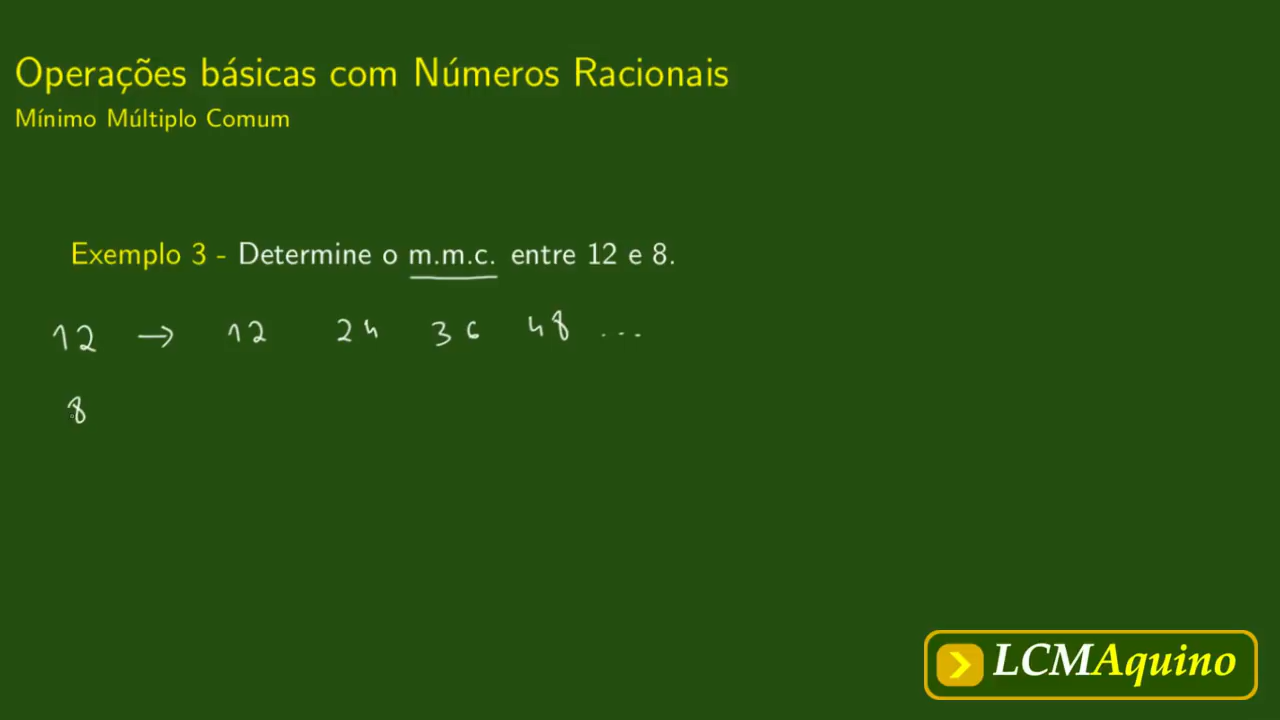 Operações básicas com Números Racionais
Mínimo Múltiplo Comum
Exemplo 3 - Determine o m.m.c. entre 12 e 8.
12 → 12 24 36 48 ...
8
LCMAquino